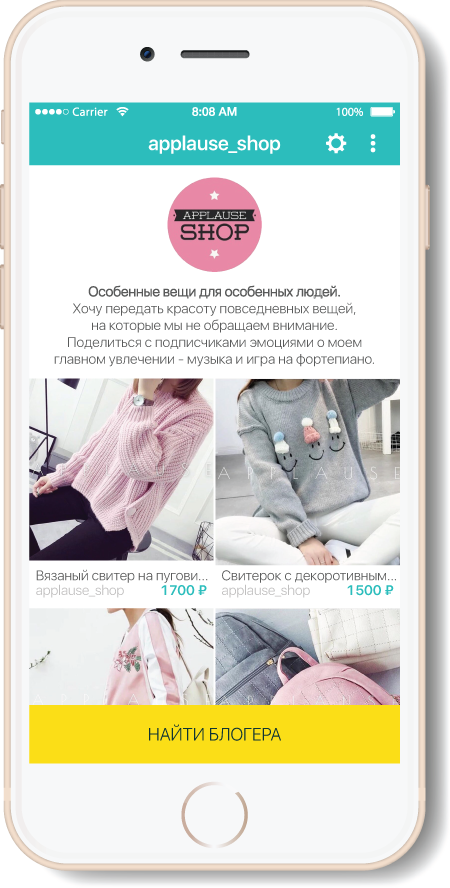 Carrier 8:08 AM 100%
applause_shop
APPLAUSE
SHOP
Особенные вещи для особенных людей.
Хочу передать красоту повседневных вещей,
на которые мы не обращаем внимание.
Поделиться с подписчиками эмоциями о моем
главном увлечении - музыка и игра на фортепиано.
APPLAUSE
Вязаный свитер на пугови... Свитерок с декоротивным...
applause_shop 1700 ₽ applause_shop 1500 ₽
APPLAUSE
НАЙТИ БЛОГЕРА